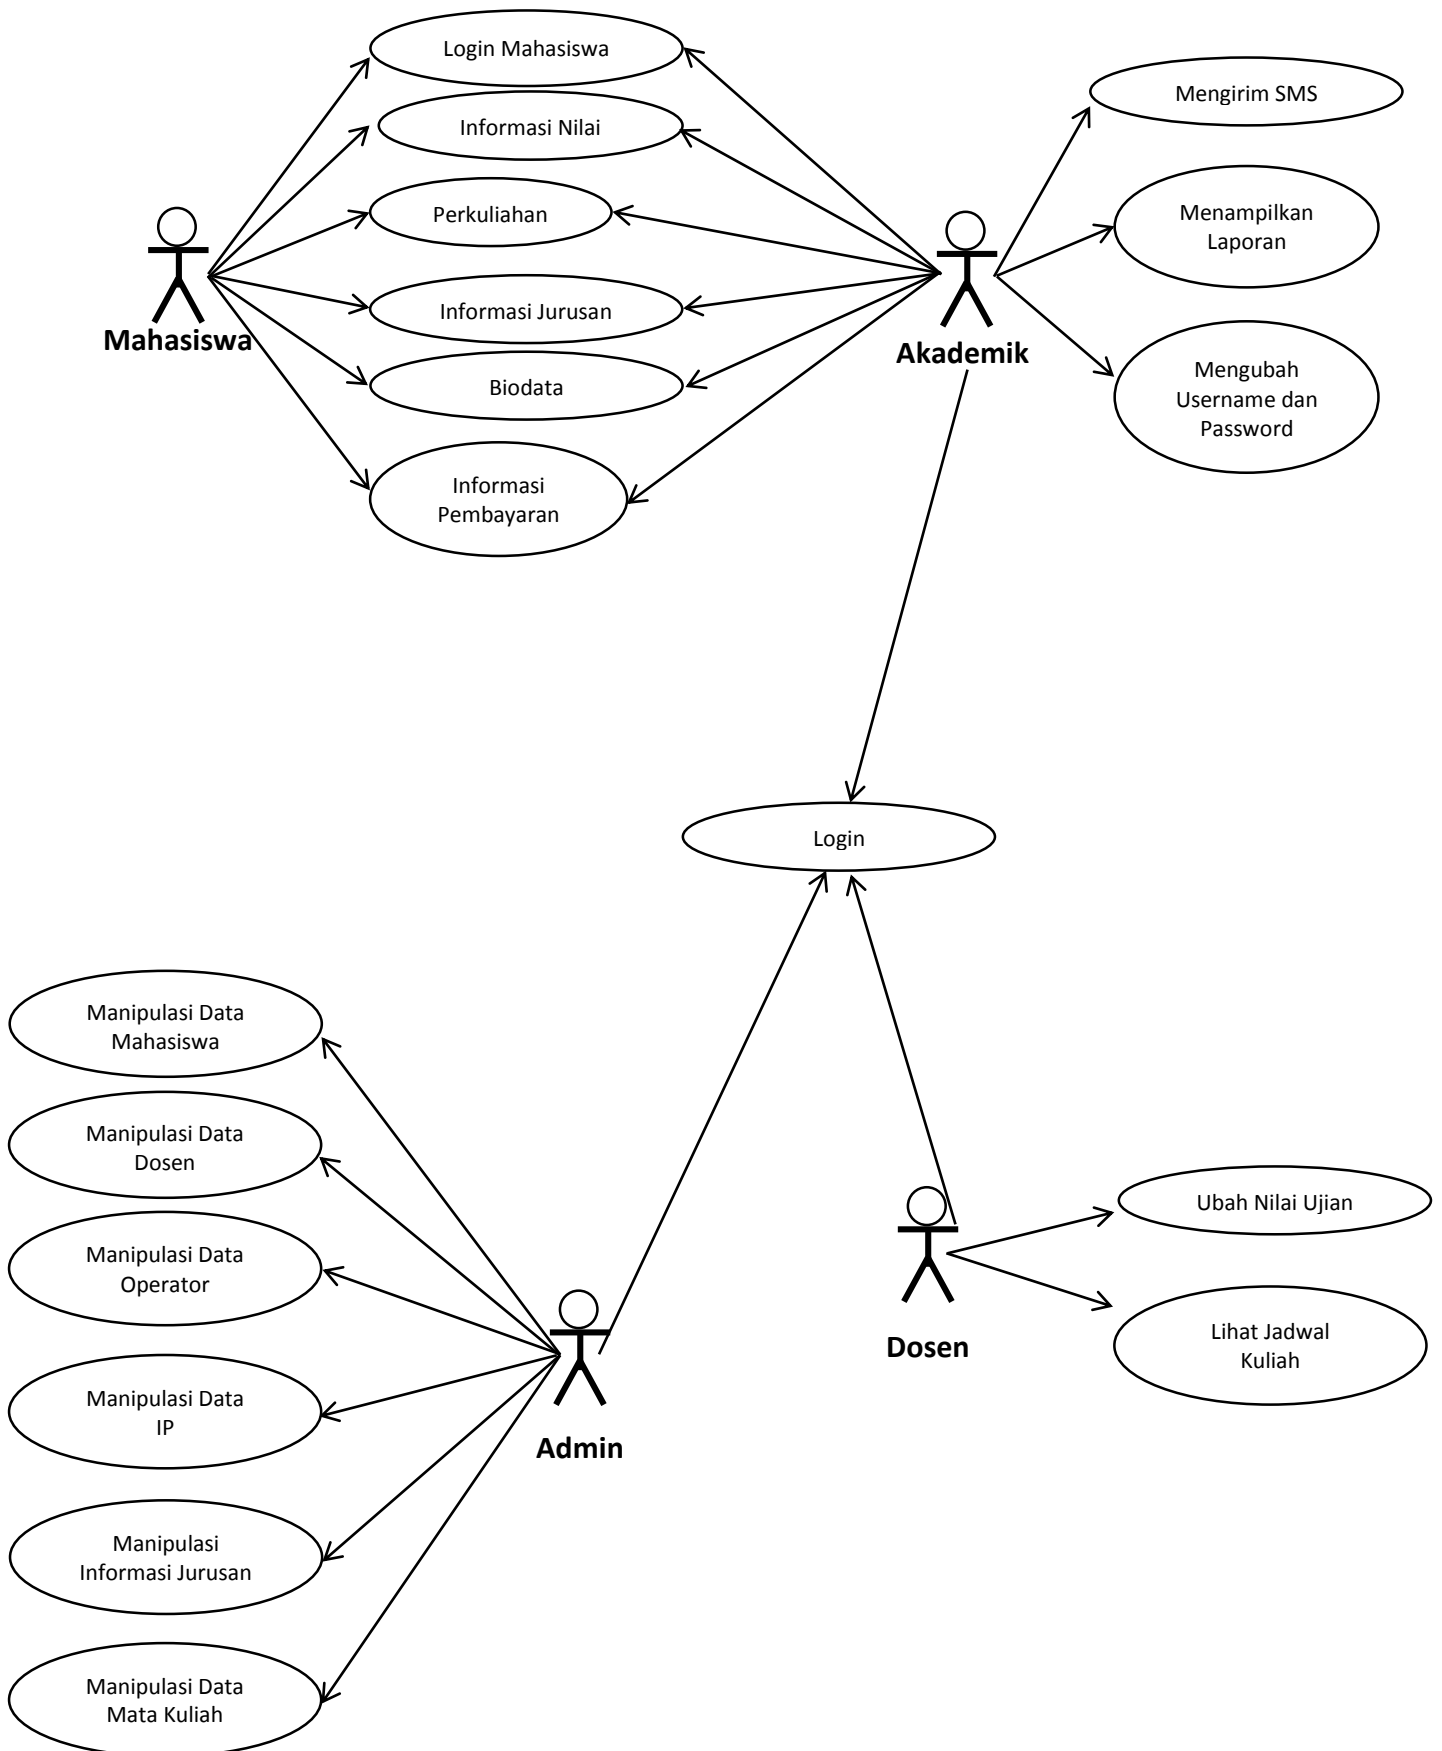 Login Mahasiswa
Informasi Nilai
Perkuliahan
Informasi Jurusan
Biodata
Informasi
Pembayaran
Mahasiswa
Akademik
Mengirim SMS
Menampilkan
Laporan
Mengubah
Username dan
Password
Login
Manipulasi Data
Mahasiswa
Manipulasi Data
Dosen
Manipulasi Data
Operator
Manipulasi Data
IP
Manipulasi
Informasi Jurusan
Manipulasi Data
Mata Kuliah
Admin
Dosen
Ubah Nilai Ujian
Lihat Jadwal
Kuliah